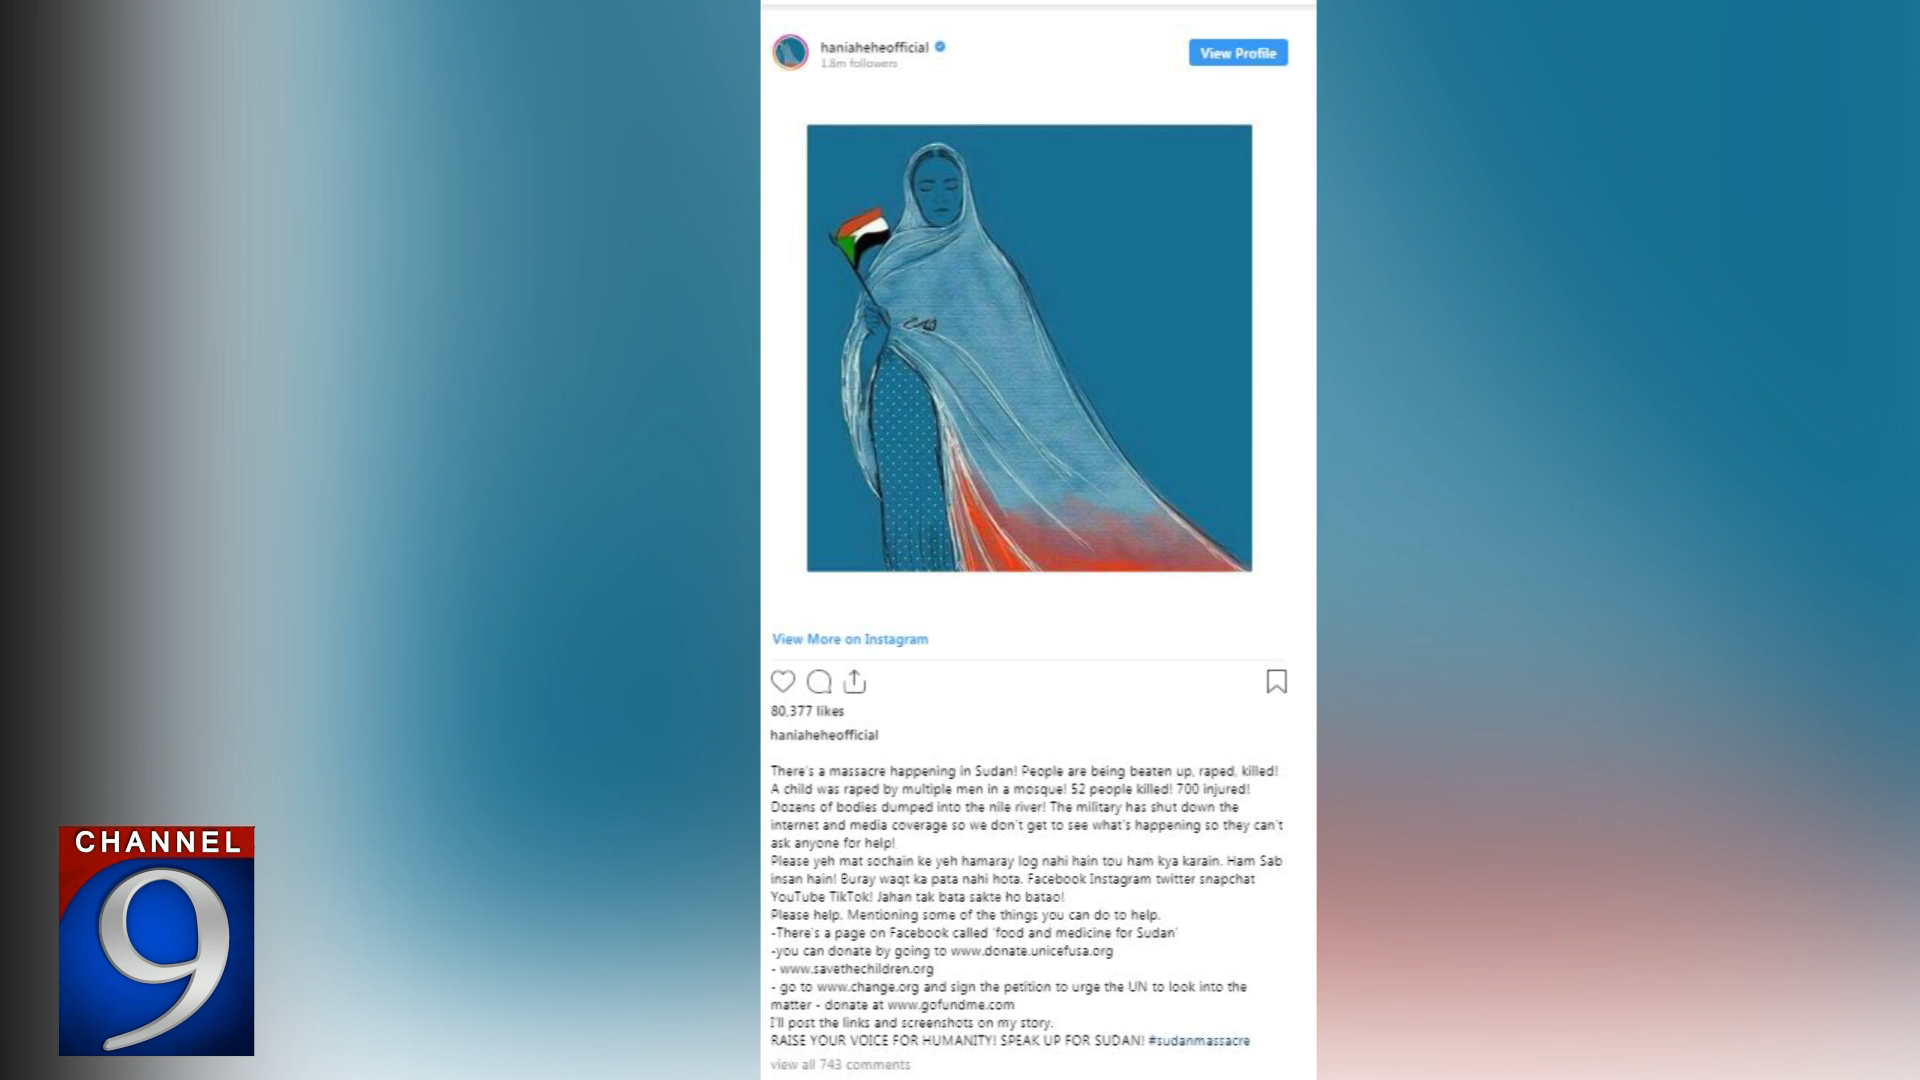 haniaheheofficial
1.8m followers
View Profile
View More on Instagram
80,377 likes
haniaheheofficial
There's a massacre happening in Sudan! People are being beaten up, raped, killed!
A child was raped by multiple men in a mosque! 52 people killed! 700 injured!
Dozens of bodies dumped into the nile river! The military has shut down the
internet and media coverage so we don't get to see what's happening so they can't
ask anyone for help!
Please yeh mat sochain ke yeh hamaray log nahi hain tou ham kya karain. Ham Sab
insan hain! Buray waqt ka pata nahi hota. Facebook Instagram twitter snapchat
YouTube TikTok! Jahan tak bata sakte ho batao!
Please help. Mentioning some of the things you can do to help.
-There's a page on Facebook called 'food and medicine for Sudan'
-you can donate by going to www.donate.unicefusa.org
- www.savethechildren.org
- go to www.change.org and sign the petition to urge the UN to look into the
matter - donate at www.gofundme.com
I'll post the links and screenshots on my story.
RAISE YOUR VOICE FOR HUMANITY! SPEAK UP FOR SUDAN! #sudanmassacre
view all 743 comments
CHANNEL
9